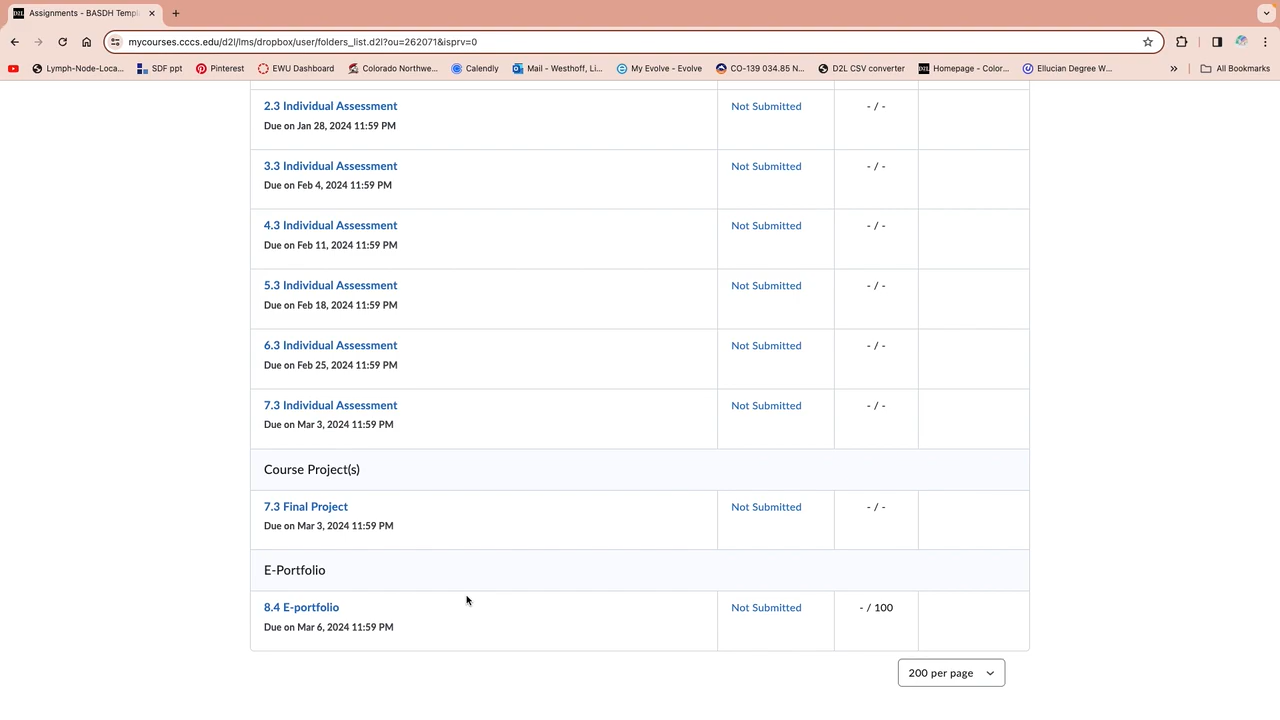 D2L Assignments - BASDH Templ
mycourses.cccs.edu/d2l/lms/dropbox/user/folders_list.d2l?ou=262071&isprv=0
Lymph-Node-Loca... SDF ppt Pinterest EWU Dashboard Colorado Northwe... Calendly Mail - Westhoff, Li... My Evolve - Evolve CO-139 034.85 N... D2L CSV converter D2L Homepage - Color... Ellucian Degree W... » All Bookmarks
2.3 Individual Assessment Not Submitted - / -
Due on Jan 28, 2024 11:59 PM
3.3 Individual Assessment Not Submitted - / -
Due on Feb 4, 2024 11:59 PM
4.3 Individual Assessment Not Submitted - / -
Due on Feb 11, 2024 11:59 PM
5.3 Individual Assessment Not Submitted - / -
Due on Feb 18, 2024 11:59 PM
6.3 Individual Assessment Not Submitted - / -
Due on Feb 25, 2024 11:59 PM
7.3 Individual Assessment Not Submitted - / -
Due on Mar 3, 2024 11:59 PM
Course Project(s)
7.3 Final Project Not Submitted - / -
Due on Mar 3, 2024 11:59 PM
E-Portfolio
8.4 E-portfolio Not Submitted - / 100
Due on Mar 6, 2024 11:59 PM
200 per page